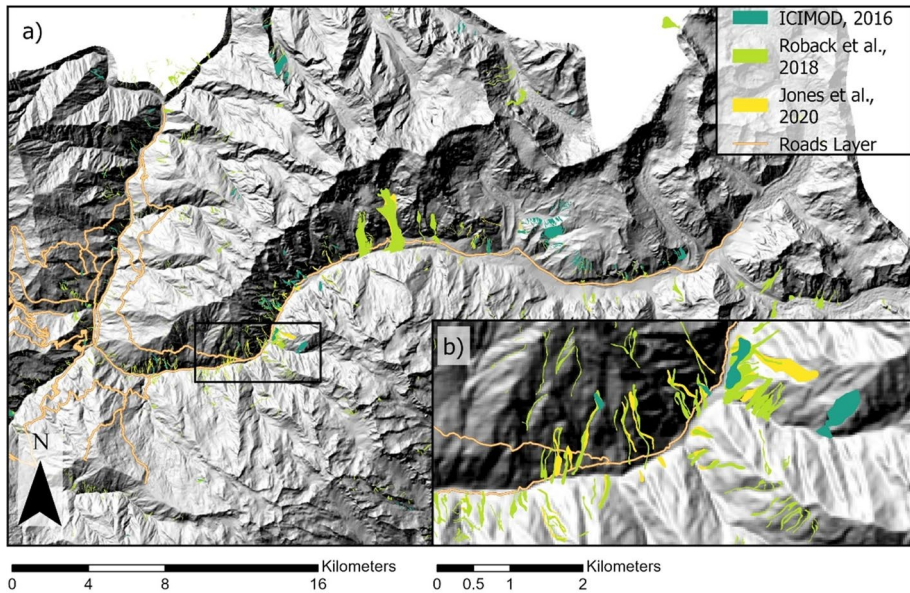 a)
ICIMOD, 2016
Roback et al.,
2018
Jones et al.,
2020
Roads Layer
b)
N
Kilometers
0 4 8 16
Kilometers
0 0.5 1 2